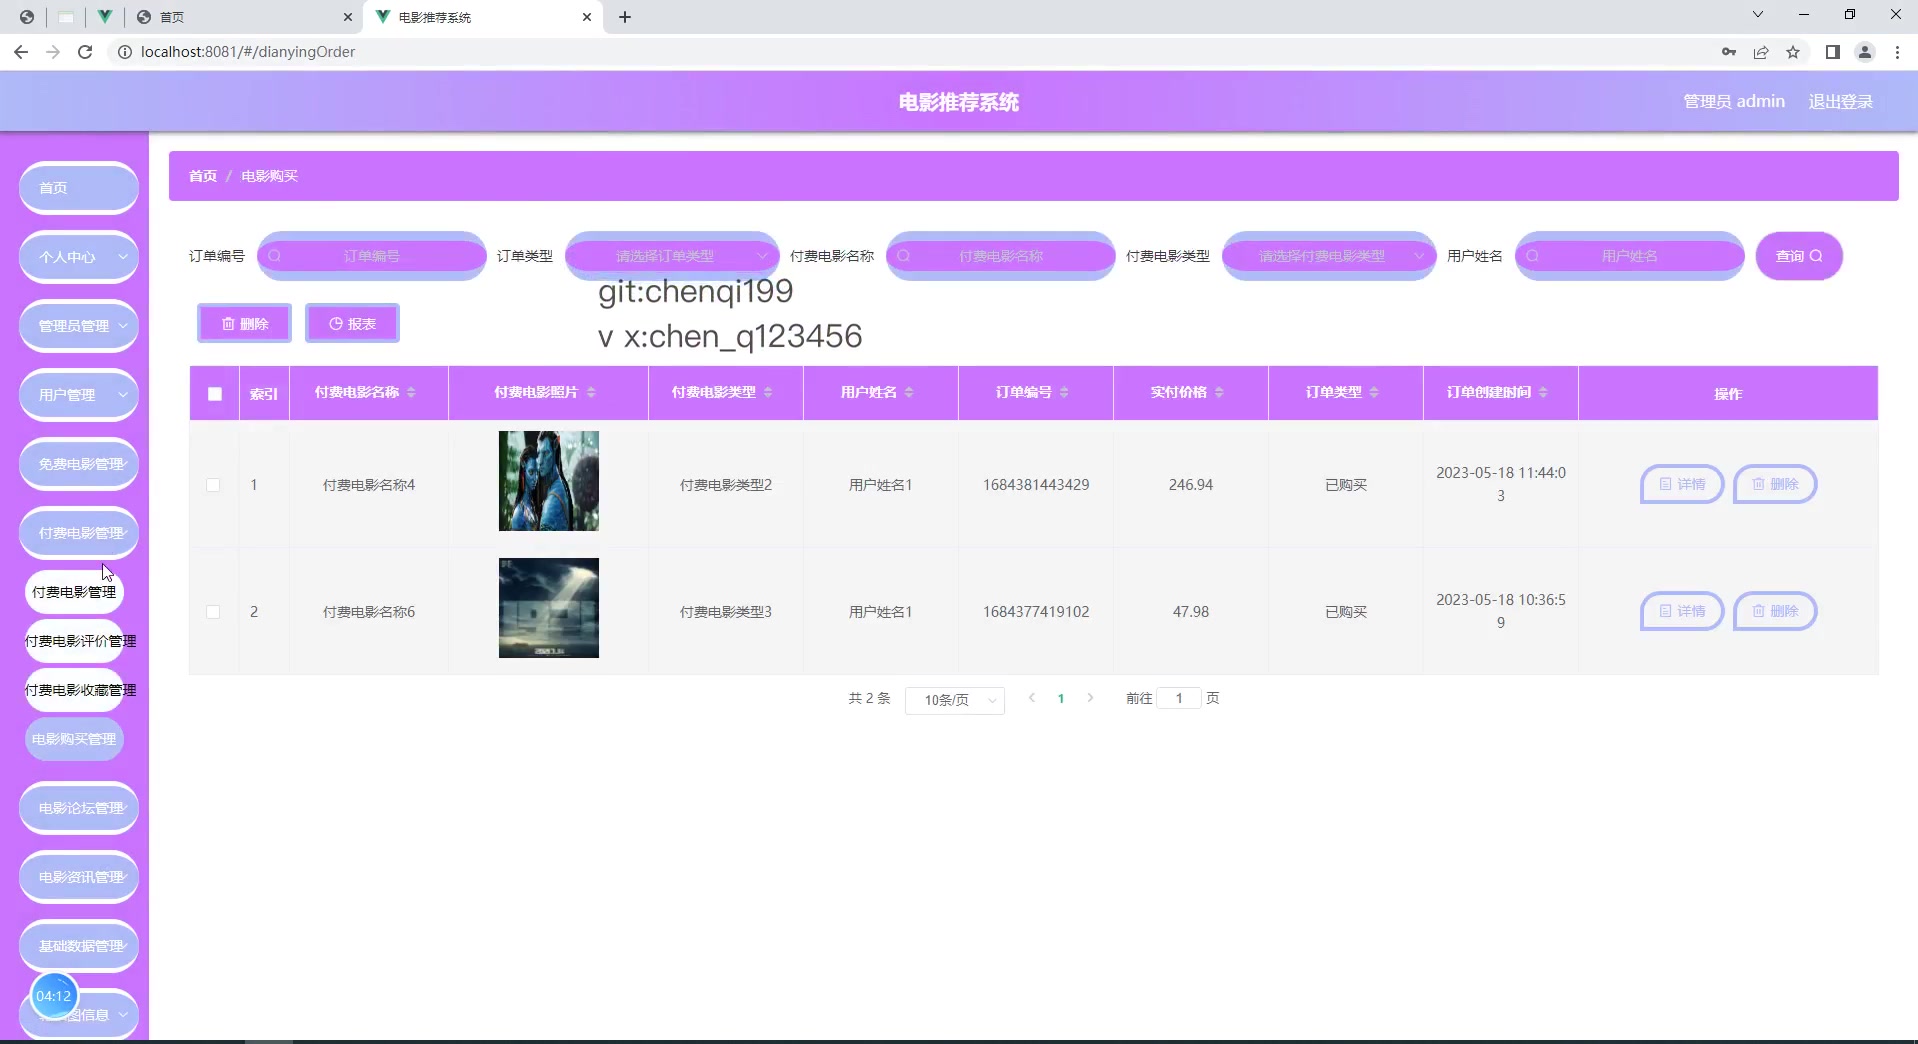 首页
电影推荐系统
localhost:8081/#/dianyingOrder
电影推荐系统
管理员 admin
退出登录
首页
个人中心
管理员管理
用户管理
免费电影管理
付费电影管理
付费电影管理
付费电影评价管理
付费电影收藏管理
电影购买管理
电影论坛管理
电影资讯管理
基础数据管理
04:12
图信息
首页 / 电影购买
订单编号 订单编号 订单类型 请选择订单类型 付费电影名称 付费电影名称 付费电影类型 请选择付费电影类型 用户姓名 用户姓名 查询
git:chenqi199
删除 报表
v x:chen_q123456
索引 付费电影名称 付费电影照片 付费电影类型 用户姓名 订单编号 实付价格 订单类型 订单创建时间 操作
1 付费电影名称4 付费电影类型2 用户姓名1 1684381443429 246.94 已购买 2023-05-18 11:44:0
3
详情 删除
2 付费电影名称6 付费电影类型3 用户姓名1 1684377419102 47.98 已购买 2023-05-18 10:36:5
9
详情 删除
共 2 条 10条/页 1 前往 1 页